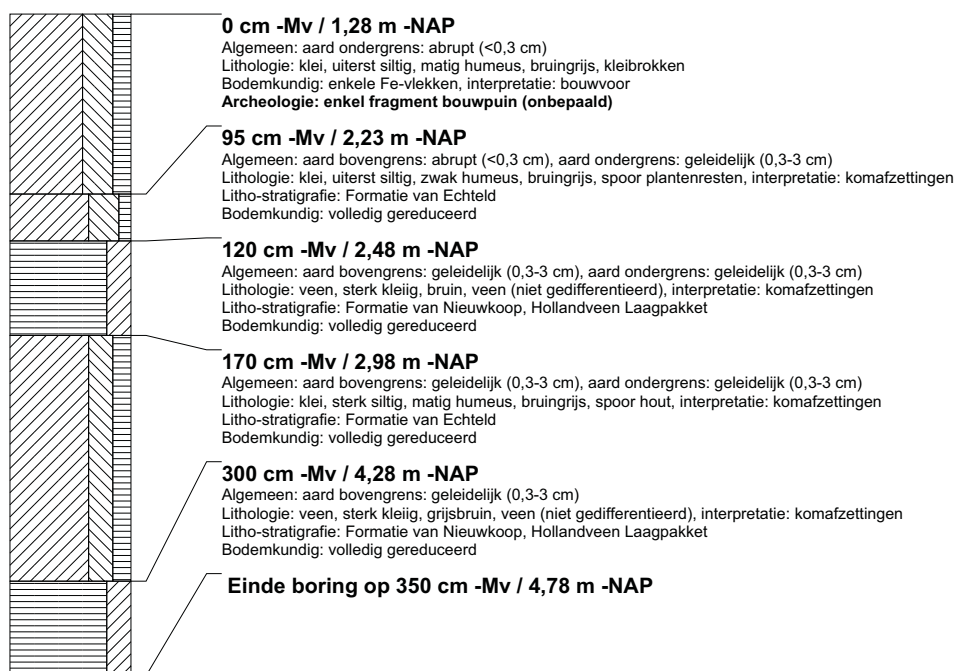 0 cm -Mv / 1,28 m -NAP
Algemeen: aard ondergrens: abrupt (<0,3 cm)
Lithologie: klei, uiterst siltig, matig humeus, bruingrijs, kleibrokken
Bodemkundig: enkele Fe-vlekken, interpretatie: bouwvoor
Archeologie: enkel fragment bouwpuin (onbepaald)
95 cm -Mv / 2,23 m -NAP
Algemeen: aard bovengrens: abrupt (<0,3 cm), aard ondergrens: geleidelijk (0,3-3 cm)
Lithologie: klei, uiterst siltig, zwak humeus, bruingrijs, spoor plantenresten, interpretatie: komafzettingen
Litho-stratigrafie: Formatie van Echteld
Bodemkundig: volledig gereduceerd
120 cm -Mv / 2,48 m -NAP
Algemeen: aard bovengrens: geleidelijk (0,3-3 cm), aard ondergrens: geleidelijk (0,3-3 cm)
Lithologie: veen, sterk kleiig, bruin, veen (niet gedifferentieerd), interpretatie: komafzettingen
Litho-stratigrafie: Formatie van Nieuwkoop, Hollandveen Laagpakket
Bodemkundig: volledig gereduceerd
170 cm -Mv / 2,98 m -NAP
Algemeen: aard bovengrens: geleidelijk (0,3-3 cm), aard ondergrens: geleidelijk (0,3-3 cm)
Lithologie: klei, sterk siltig, matig humeus, bruingrijs, spoor hout, interpretatie: komafzettingen
Litho-stratigrafie: Formatie van Echteld
Bodemkundig: volledig gereduceerd
300 cm -Mv / 4,28 m -NAP
Algemeen: aard bovengrens: geleidelijk (0,3-3 cm)
Lithologie: veen, sterk kleiig, grijsbruin, veen (niet gedifferentieerd), interpretatie: komafzettingen
Litho-stratigrafie: Formatie van Nieuwkoop, Hollandveen Laagpakket
Bodemkundig: volledig gereduceerd
Einde boring op 350 cm -Mv / 4,78 m -NAP